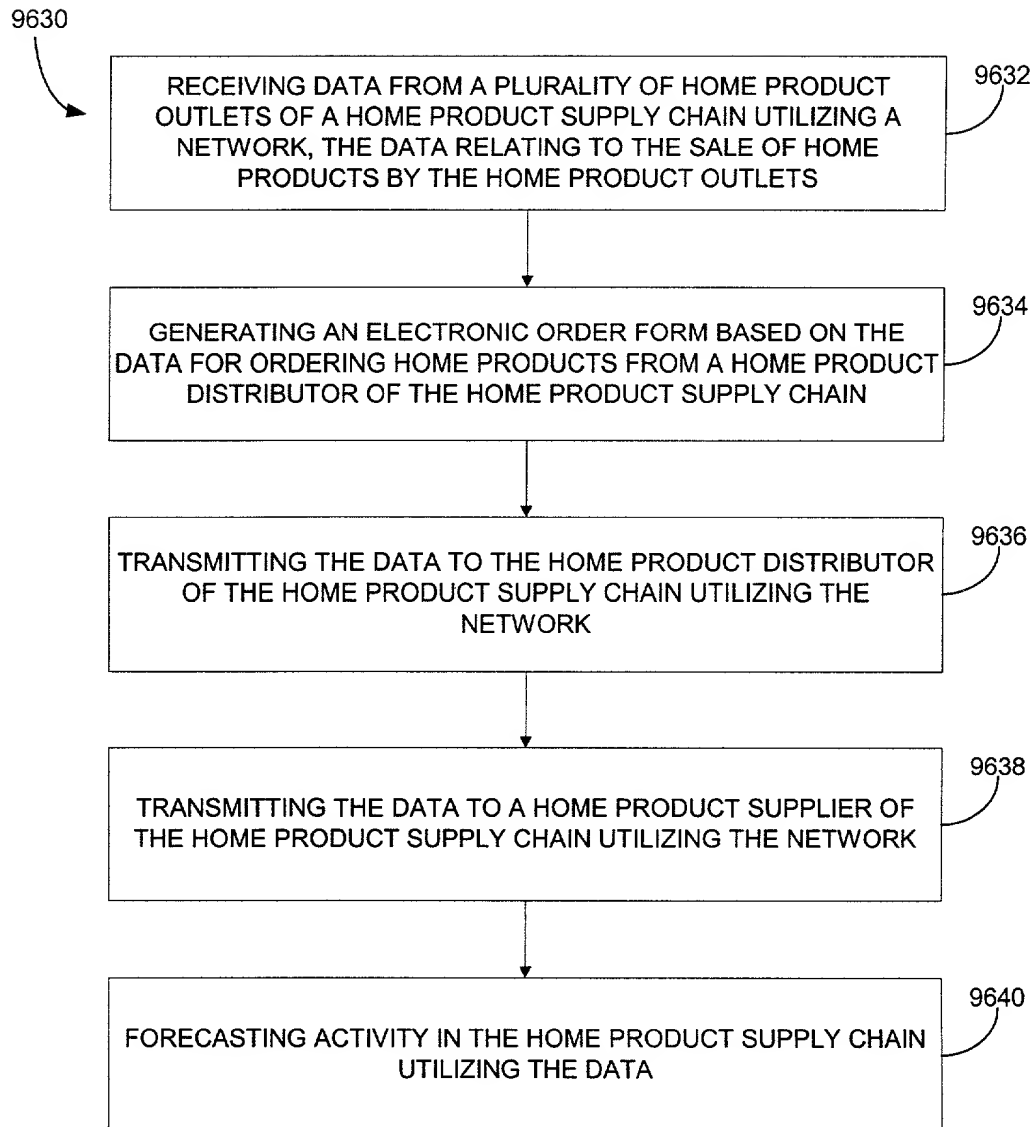 9630
9632
RECEIVING DATA FROM A PLURALITY OF HOME PRODUCT
OUTLETS OF A HOME PRODUCT SUPPLY CHAIN UTILIZING A
NETWORK, THE DATA RELATING TO THE SALE OF HOME
PRODUCTS BY THE HOME PRODUCT OUTLETS
9634
GENERATING AN ELECTRONIC ORDER FORM BASED ON THE
DATA FOR ORDERING HOME PRODUCTS FROM A HOME PRODUCT
DISTRIBUTOR OF THE HOME PRODUCT SUPPLY CHAIN
9636
TRANSMITTING THE DATA TO THE HOME PRODUCT DISTRIBUTOR
OF THE HOME PRODUCT SUPPLY CHAIN UTILIZING THE
NETWORK
9638
TRANSMITTING THE DATA TO A HOME PRODUCT SUPPLIER OF
THE HOME PRODUCT SUPPLY CHAIN UTILIZING THE NETWORK
9640
FORECASTING ACTIVITY IN THE HOME PRODUCT SUPPLY CHAIN
UTILIZING THE DATA